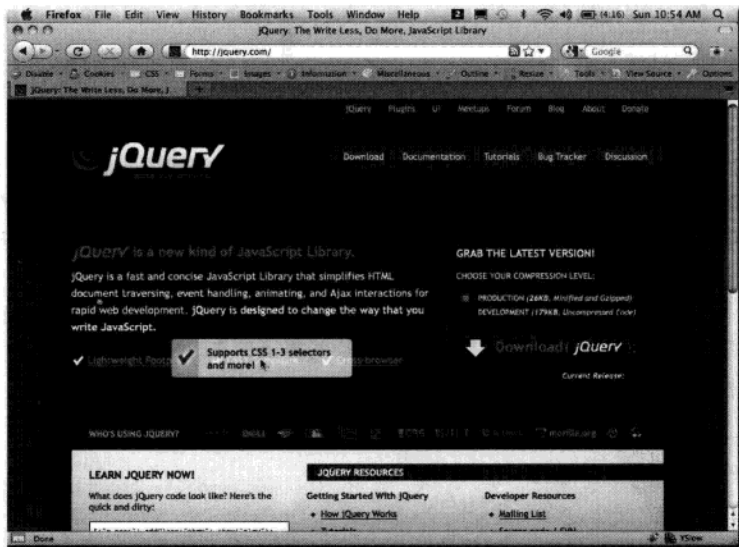 Firefox File Edit View History Bookmarks Tools Window Help (4:16) Sun 10:54 AM
jQuery: The Write Less, Do More, JavaScript Library
http://jquery.com/ Google
Disable Cookies CSS Forms Images Information Miscellaneous Outline Resize Tools View Source Options
jQuery: The Write Less, Do More, J...
jQuery Plugins UI Meetups Forum Blog About Donate
jQuery
Download Documentation Tutorials Bug Tracker Discussion
jQuery is a new kind of JavaScript Library.
jQuery is a fast and concise JavaScript Library that simplifies HTML
document traversing, event handling, animating, and Ajax interactions for
rapid web development. jQuery is designed to change the way that you
write JavaScript.
GRAB THE LATEST VERSION!
CHOOSE YOUR COMPRESSION LEVEL:
PRODUCTION (26KB, Minified and Gzipped)
DEVELOPMENT (179KB, Uncompressed Code)
Download( jQuery );
Current Release:
Lightweight Footp
Supports CSS 1-3 selectors
and more!
Cross-browser
WHO'S USING JQUERY? mozilla.org
LEARN JQUERY NOW!
What does jQuery code look like? Here's the
quick and dirty:
JQUERY RESOURCES
Getting Started With jQuery
How jQuery Works
Tutorials
Developer Resources
Mailing List
Done YSlow